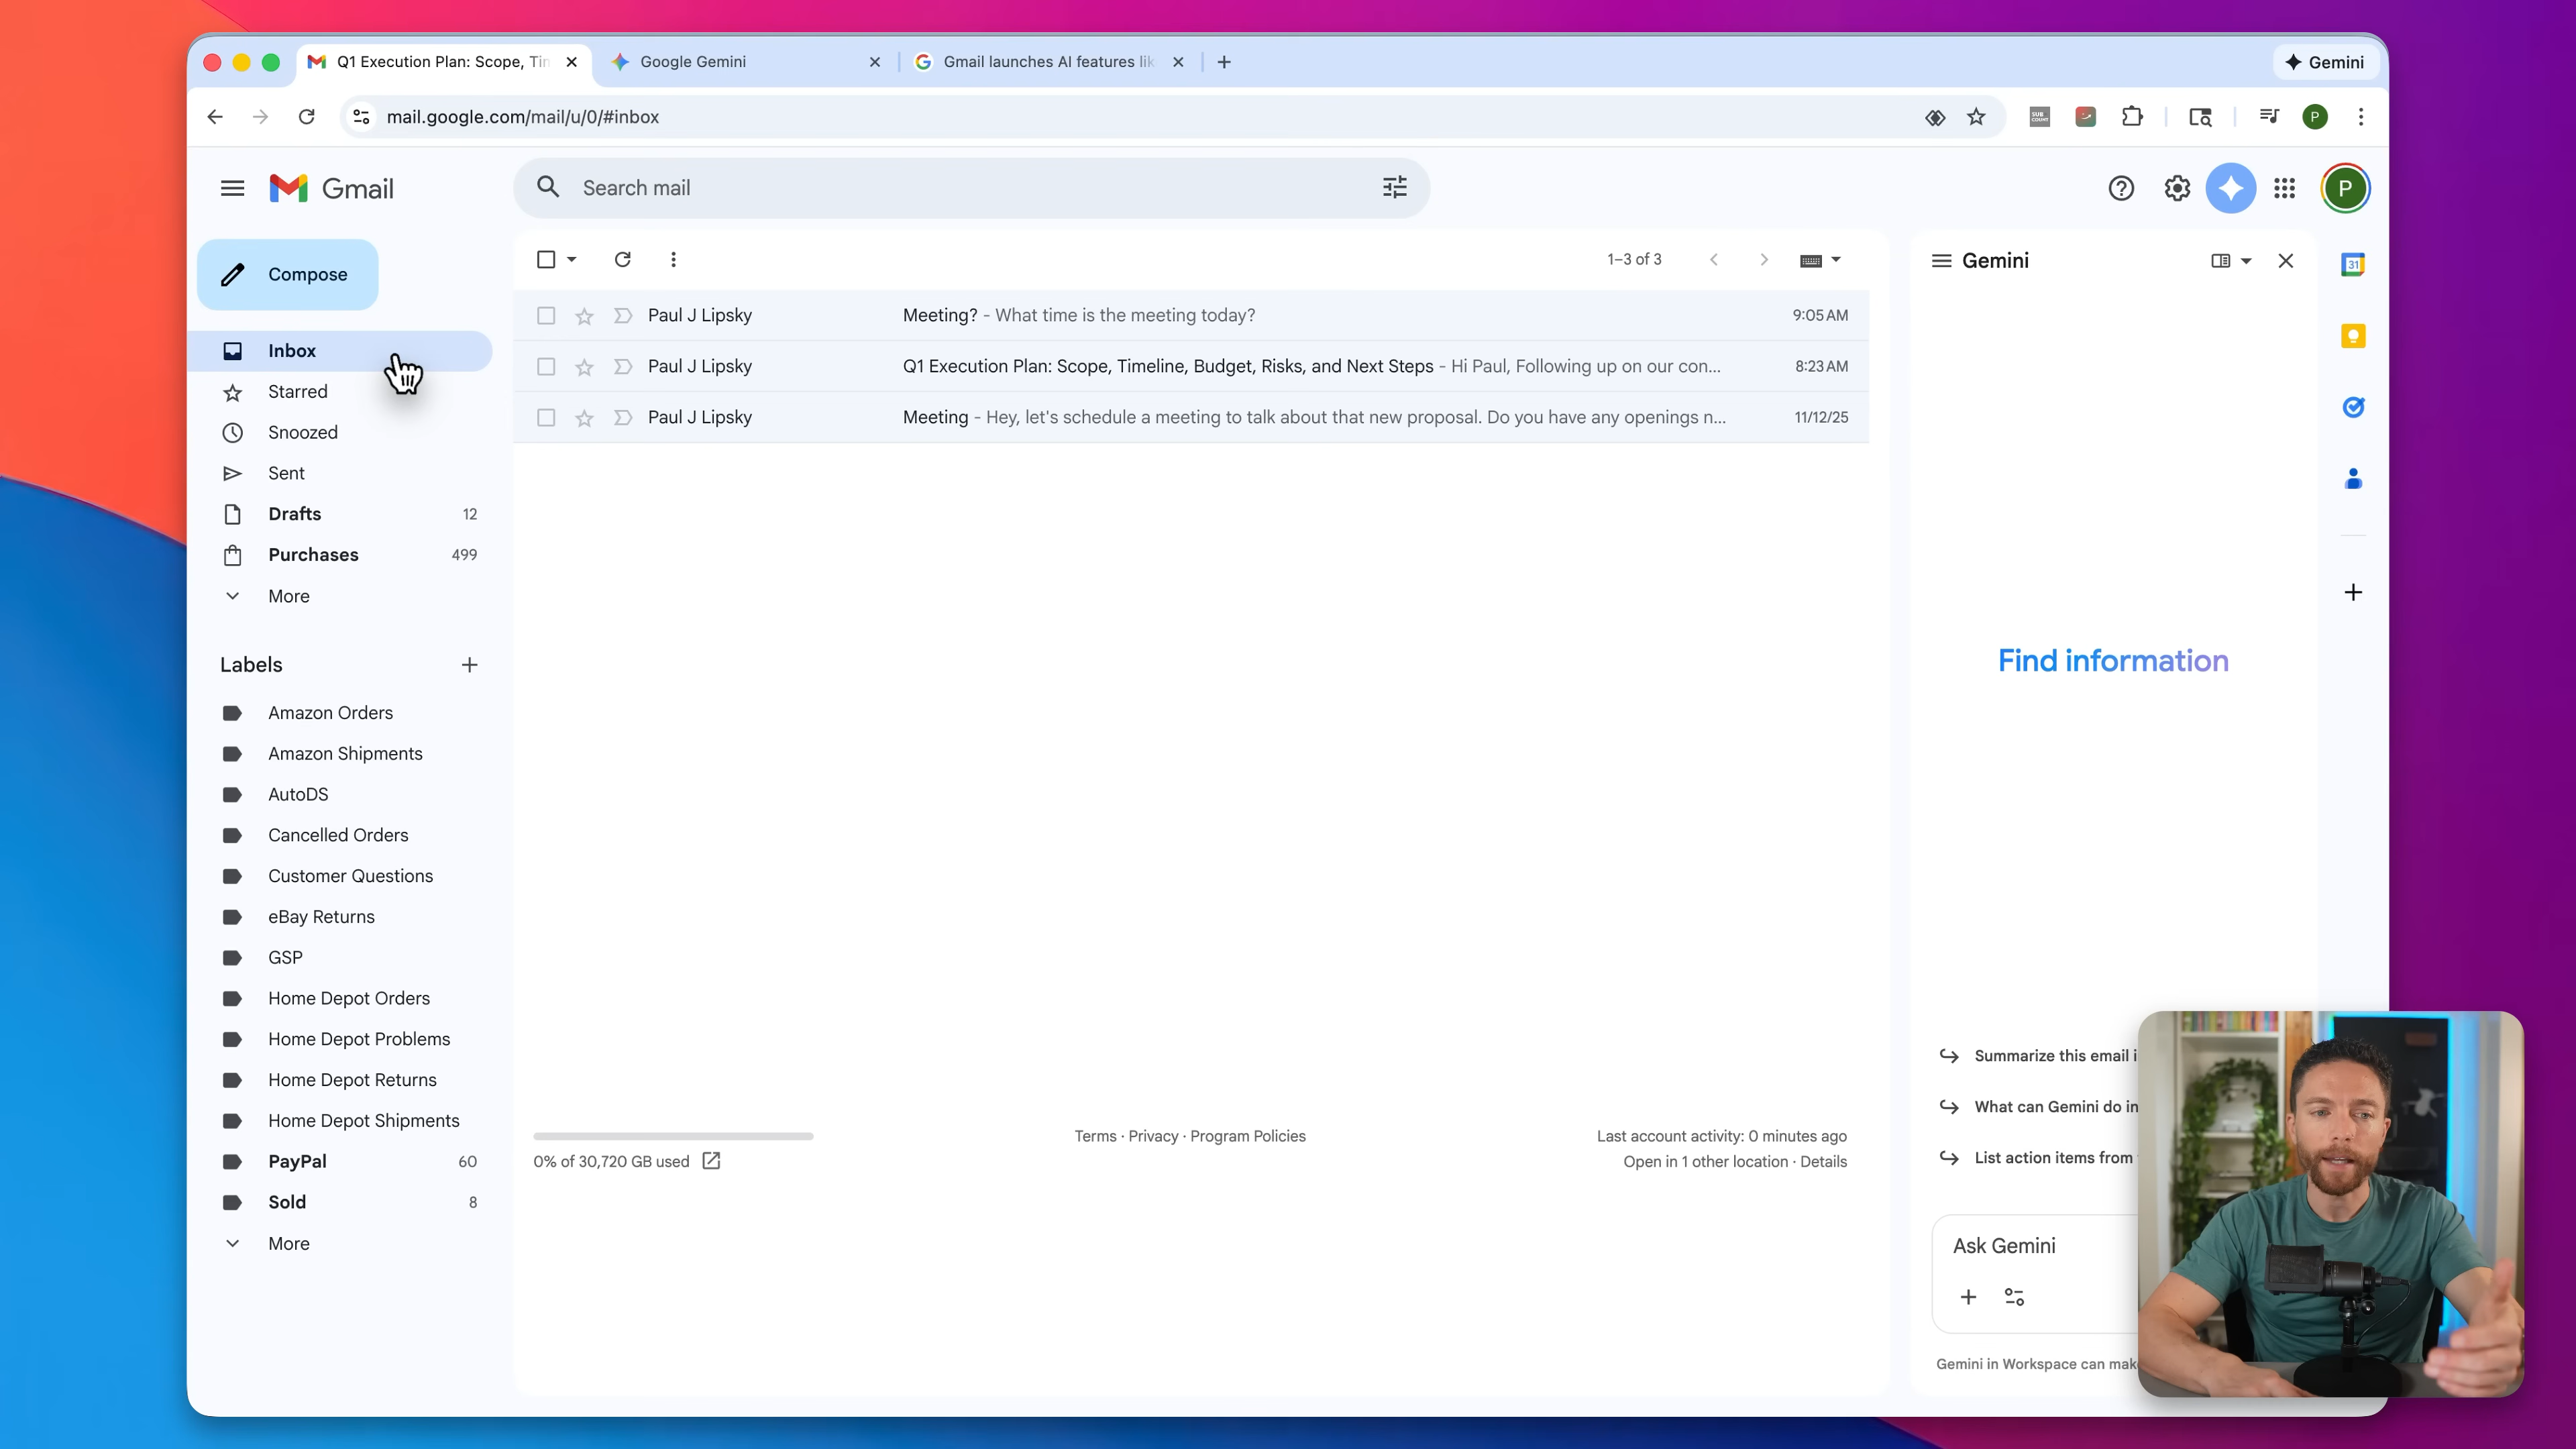 Q1 Execution Plan: Scope, Tin
Google Gemini
Gmail launches AI features lik
Gemini
mail.google.com/mail/u/0/#inbox
P
Gmail
Search mail
P
Compose
1–3 of 3
Gemini
Paul J Lipsky Meeting? - What time is the meeting today? 9:05 AM
Inbox
Paul J Lipsky Q1 Execution Plan: Scope, Timeline, Budget, Risks, and Next Steps - Hi Paul, Following up on our con... 8:23 AM
Starred
Paul J Lipsky Meeting - Hey, let's schedule a meeting to talk about that new proposal. Do you have any openings n... 11/12/25
Snoozed
Sent
Drafts 12
Purchases 499
More
Labels
Find information
Amazon Orders
Amazon Shipments
AutoDS
Cancelled Orders
Customer Questions
eBay Returns
GSP
Home Depot Orders
Home Depot Problems
Home Depot Returns
Home Depot Shipments
PayPal 60
Sold 8
More
Terms · Privacy · Program Policies
Last account activity: 0 minutes ago
0% of 30,720 GB used
Open in 1 other location · Details
Summarize this email i
What can Gemini do in
List action items from
Ask Gemini
Gemini in Workspace can mak
31
SUB
COUNT